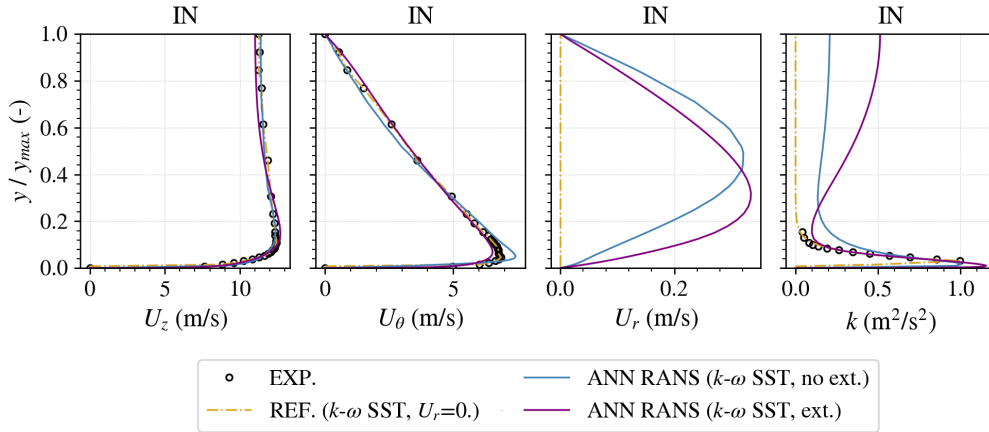 IN IN IN IN
y / y_max (-)
1.0
0.8
0.6
0.4
0.2
0.0
0 10 0 5 0.0 0.2 0.0 0.5 1.0
U_z (m/s) U_θ (m/s) U_r (m/s) k (m²/s²)
EXP. ANN RANS (k-ω SST, no ext.)
REF. (k-ω SST, U_r=0.) ANN RANS (k-ω SST, ext.)